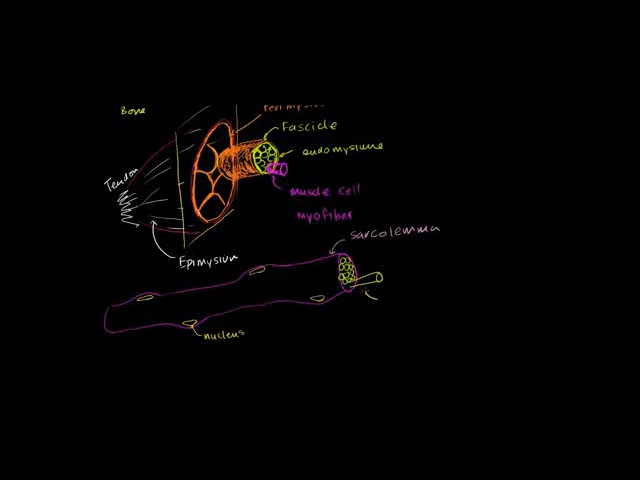 Bone
Fascicle
endomysium
Tendon
muscle cell
myofiber
sarcolemma
Epimysium
nucleus